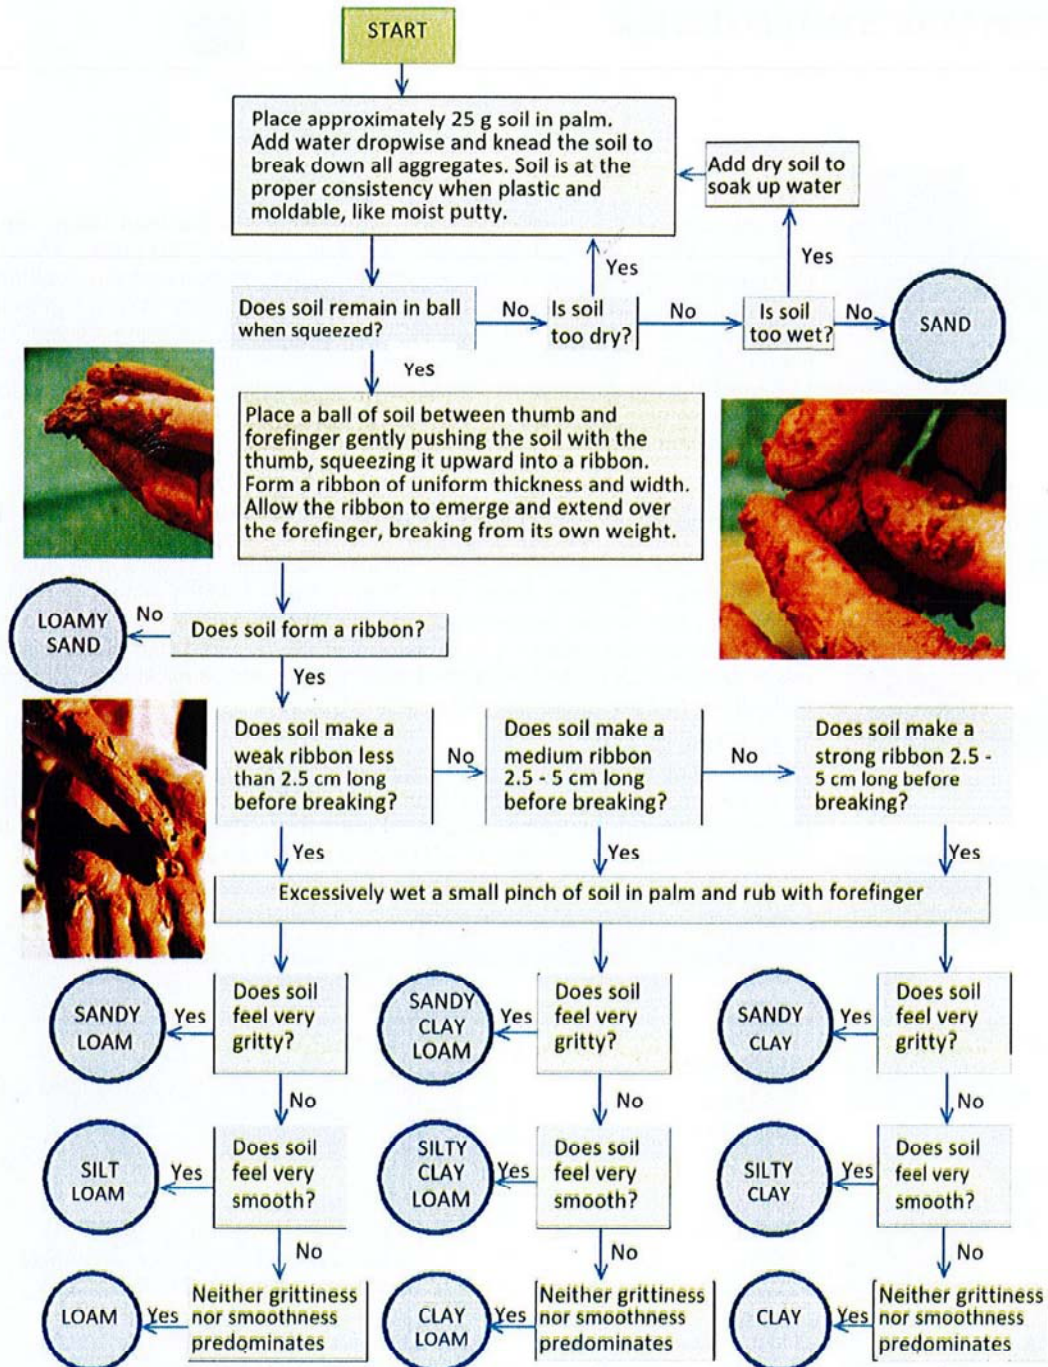 START
Place approximately 25 g soil in palm.
Add water dropwise and knead the soil to
break down all aggregates. Soil is at the
proper consistency when plastic and
moldable, like moist putty.
Add dry soil to
soak up water
Yes
Yes
Does soil remain in ball
when squeezed?
No
Is soil
too dry?
No
Is soil
too wet?
No
SAND
Yes
Place a ball of soil between thumb and
forefinger gently pushing the soil with the
thumb, squeezing it upward into a ribbon.
Form a ribbon of uniform thickness and width.
Allow the ribbon to emerge and extend over
the forefinger, breaking from its own weight.
LOAMY
SAND
No
Does soil form a ribbon?
Yes
Does soil make a
weak ribbon less
than 2.5 cm long
before breaking?
No
Does soil make a
medium ribbon
2.5 - 5 cm long
before breaking?
No
Does soil make a
strong ribbon 2.5 -
5 cm long before
breaking?
Yes
Yes
Yes
Excessively wet a small pinch of soil in palm and rub with forefinger
SANDY
LOAM
Yes
Does soil
feel very
gritty?
SANDY
CLAY
LOAM
Yes
Does soil
feel very
gritty?
SANDY
CLAY
Yes
Does soil
feel very
gritty?
No
No
No
SILT
LOAM
Yes
Does soil
feel very
smooth?
SILTY
CLAY
LOAM
Yes
Does soil
feel very
smooth?
SILTY
CLAY
Yes
Does soil
feel very
smooth?
No
No
No
LOAM
Yes
Neither grittiness
nor smoothness
predominates
CLAY
LOAM
Yes
Neither grittiness
nor smoothness
predominates
CLAY
Yes
Neither grittiness
nor smoothness
predominates